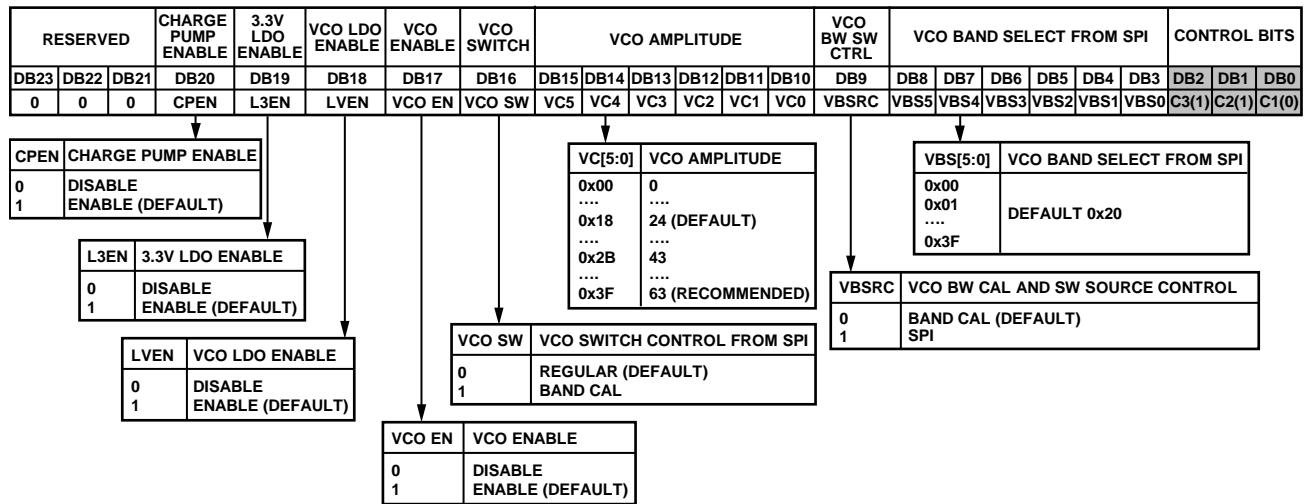 RESERVED
CHARGE PUMP ENABLE
3.3V LDO ENABLE
VCO LDO ENABLE
VCO ENABLE
VCO SWITCH
VCO AMPLITUDE
VCO BW SW CTRL
VCO BAND SELECT FROM SPI
CONTROL BITS
DB23 DB22 DB21 DB20 DB19 DB18 DB17 DB16 DB15 DB14 DB13 DB12 DB11 DB10 DB9 DB8 DB7 DB6 DB5 DB4 DB3 DB2 DB1 DB0
0 0 0 CPEN L3EN LVEN VCO EN VCO SW VC5 VC4 VC3 VC2 VC1 VC0 VBSRC VBS5 VBS4 VBS3 VBS2 VBS1 VBS0 C3(1) C2(1) C1(0)
CPEN CHARGE PUMP ENABLE
0 DISABLE
1 ENABLE (DEFAULT)
L3EN 3.3V LDO ENABLE
0 DISABLE
1 ENABLE (DEFAULT)
LVEN VCO LDO ENABLE
0 DISABLE
1 ENABLE (DEFAULT)
VCO EN VCO ENABLE
0 DISABLE
1 ENABLE (DEFAULT)
VCO SW VCO SWITCH CONTROL FROM SPI
0 REGULAR (DEFAULT)
1 BAND CAL
VC[5:0] VCO AMPLITUDE
0x00 0
.... ....
0x18 24 (DEFAULT)
.... ....
0x2B 43
.... ....
0x3F 63 (RECOMMENDED)
VBSRC VCO BW CAL AND SW SOURCE CONTROL
0 BAND CAL (DEFAULT)
1 SPI
VBS[5:0] VCO BAND SELECT FROM SPI
0x00
0x01
....
0x3F
DEFAULT 0x20